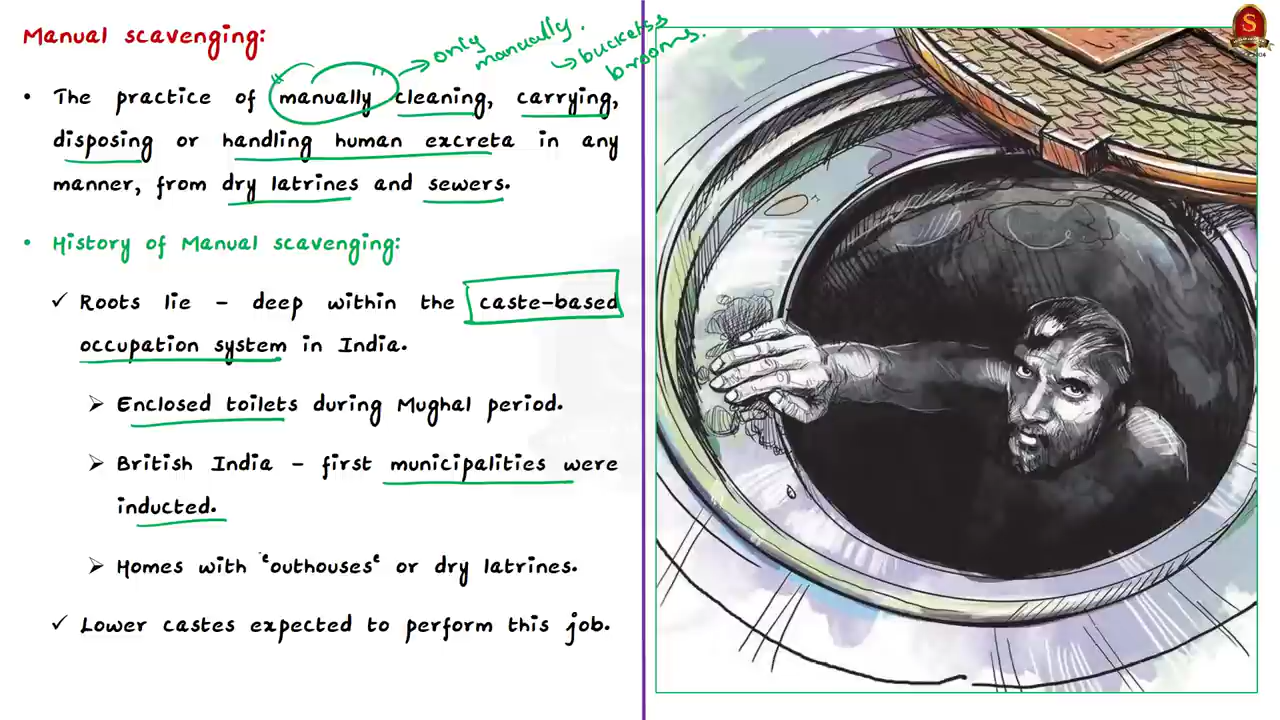 Manual scavenging:
→ only
manually.
↳ buckets
brooms.
• The practice of "manually" cleaning, carrying,
disposing or handling human excreta in any
manner, from dry latrines and sewers.
• History of Manual scavenging:
✓ Roots lie - deep within the caste-based
occupation system in India.
➢ Enclosed toilets during Mughal period.
➢ British India - first municipalities were
inducted.
➢ Homes with 'outhouses' or dry latrines.
✓ Lower castes expected to perform this job.
S